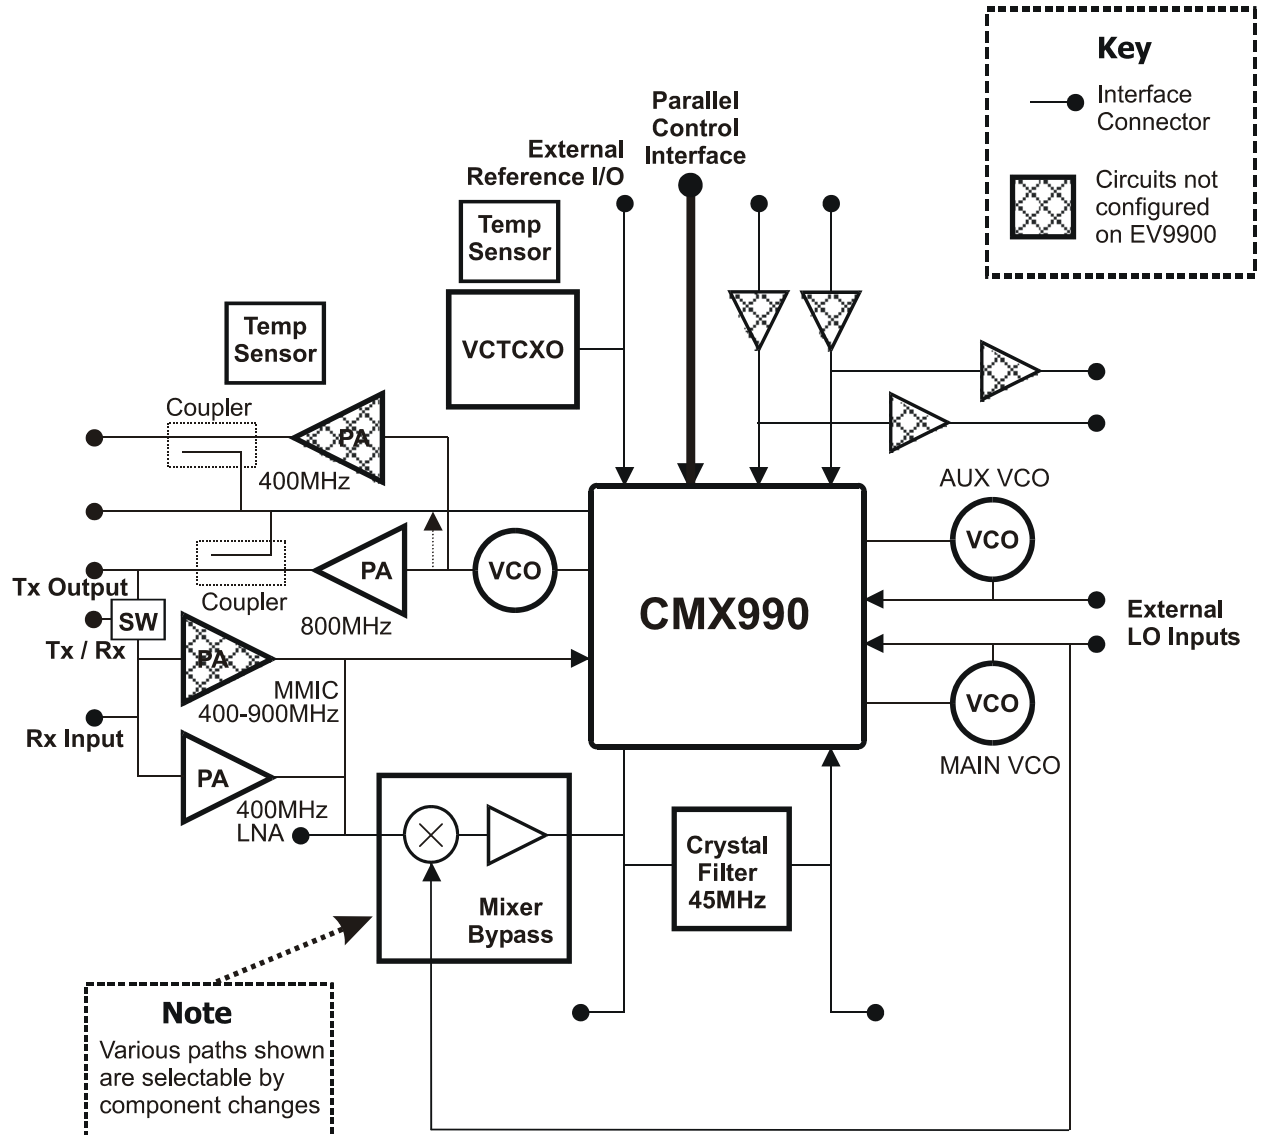 Key
Interface
Connector
Circuits not
configured
on EV9900
Parallel
Control
Interface
External
Reference I/O
Temp
Sensor
VCTCXO
Temp
Sensor
Coupler
PA
400MHz
AUX VCO
VCO
Tx Output
Coupler
PA
800MHz
VCO
CMX990
External
LO Inputs
SW
Tx / Rx
PA
MMIC
400-900MHz
Rx Input
VCO
MAIN VCO
PA
400MHz
LNA
Mixer
Bypass
Crystal
Filter
45MHz
Note
Various paths shown
are selectable by
component changes